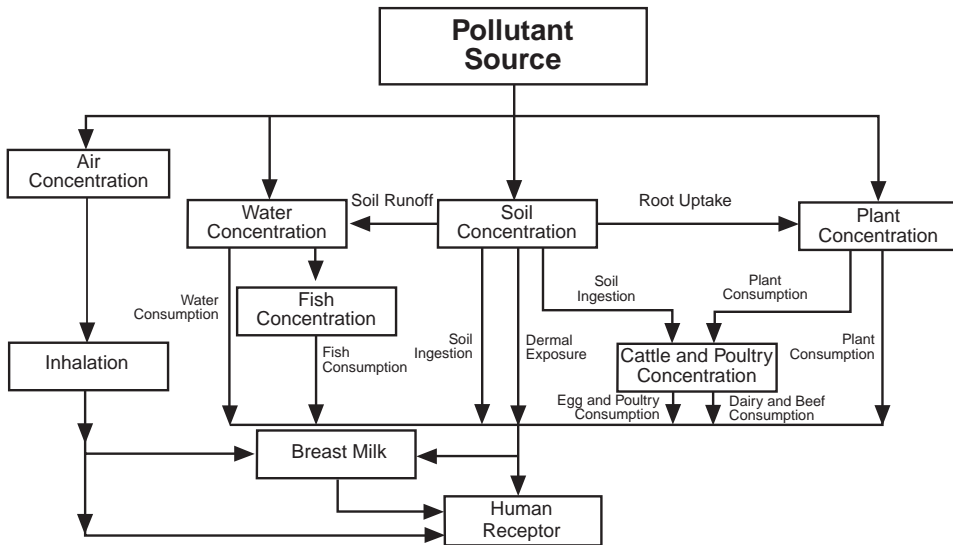 Pollutant
Source
Air
Concentration
Water
Concentration
Soil Runoff
Soil
Concentration
Root Uptake
Plant
Concentration
Water
Consumption
Fish
Concentration
Soil
Ingestion
Plant
Consumption
Inhalation
Fish
Consumption
Soil
Ingestion
Dermal
Exposure
Cattle and Poultry
Concentration
Plant
Consumption
Egg and Poultry
Consumption
Dairy and Beef
Consumption
Breast Milk
Human
Receptor